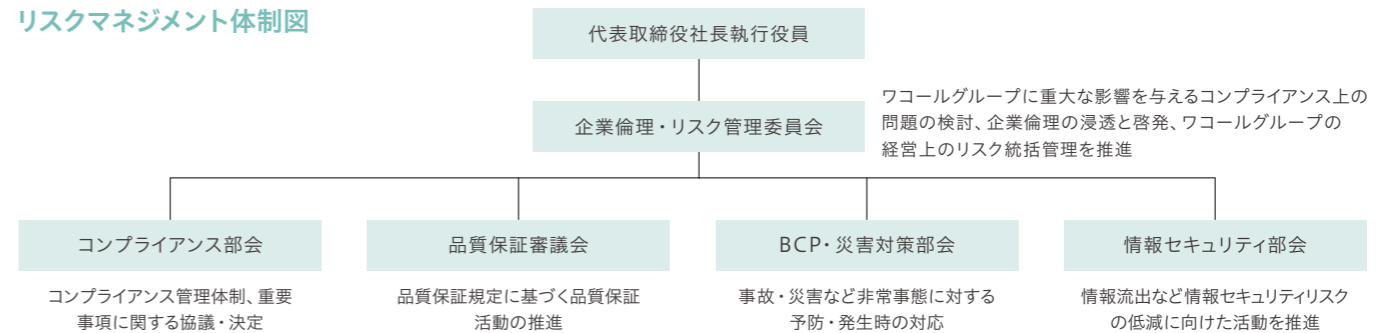 リスクマネジメント体制図
代表取締役社長執行役員
企業倫理・リスク管理委員会
ワコールグループに重大な影響を与えるコンプライアンス上の
問題の検討、企業倫理の浸透と啓発、ワコールグループの
経営上のリスク統括管理を推進
コンプライアンス部会
コンプライアンス管理体制、重要
事項に関する協議・決定
品質保証審議会
品質保証規定に基づく品質保証
活動の推進
BCP・災害対策部会
事故・災害など非常事態に対する
予防・発生時の対応
情報セキュリティ部会
情報流出など情報セキュリティリスク
の低減に向けた活動を推進